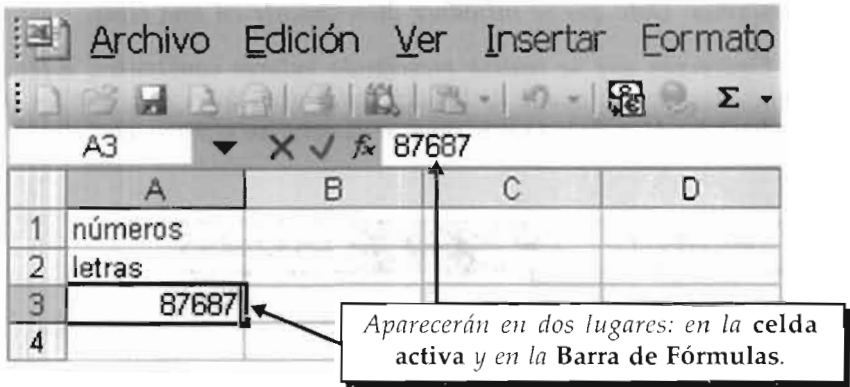 Archivo Edición Ver Insertar Formato
Σ
A3 fx 87687
A B C D
1 números
2 letras
3 87687
4
Aparecerán en dos lugares: en la celda
activa y en la Barra de Fórmulas.